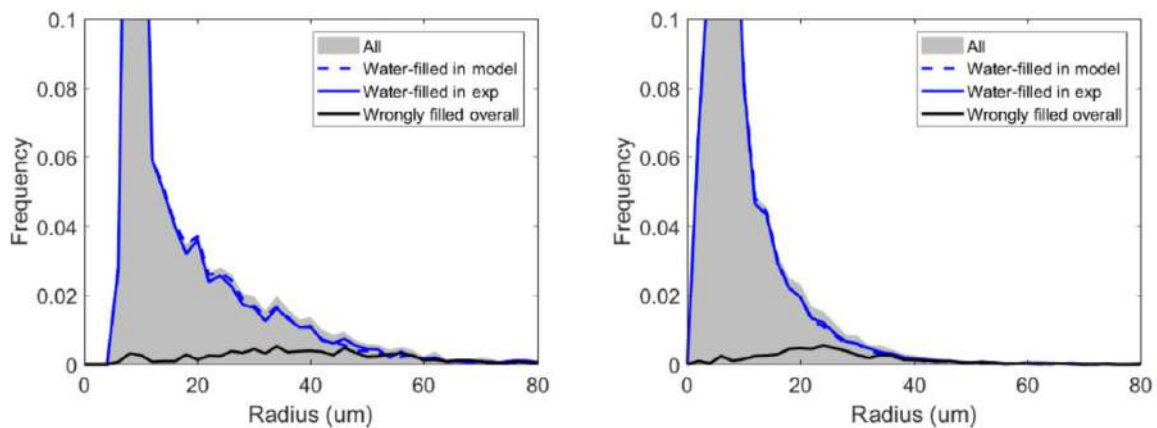 0.1
0.08
0.06
0.04
0.02
0
Frequency
0 20 40 60 80
Radius (um)
All
Water-filled in model
Water-filled in exp
Wrongly filled overall
0.1
0.08
0.06
0.04
0.02
0
Frequency
0 20 40 60 80
Radius (um)
All
Water-filled in model
Water-filled in exp
Wrongly filled overall